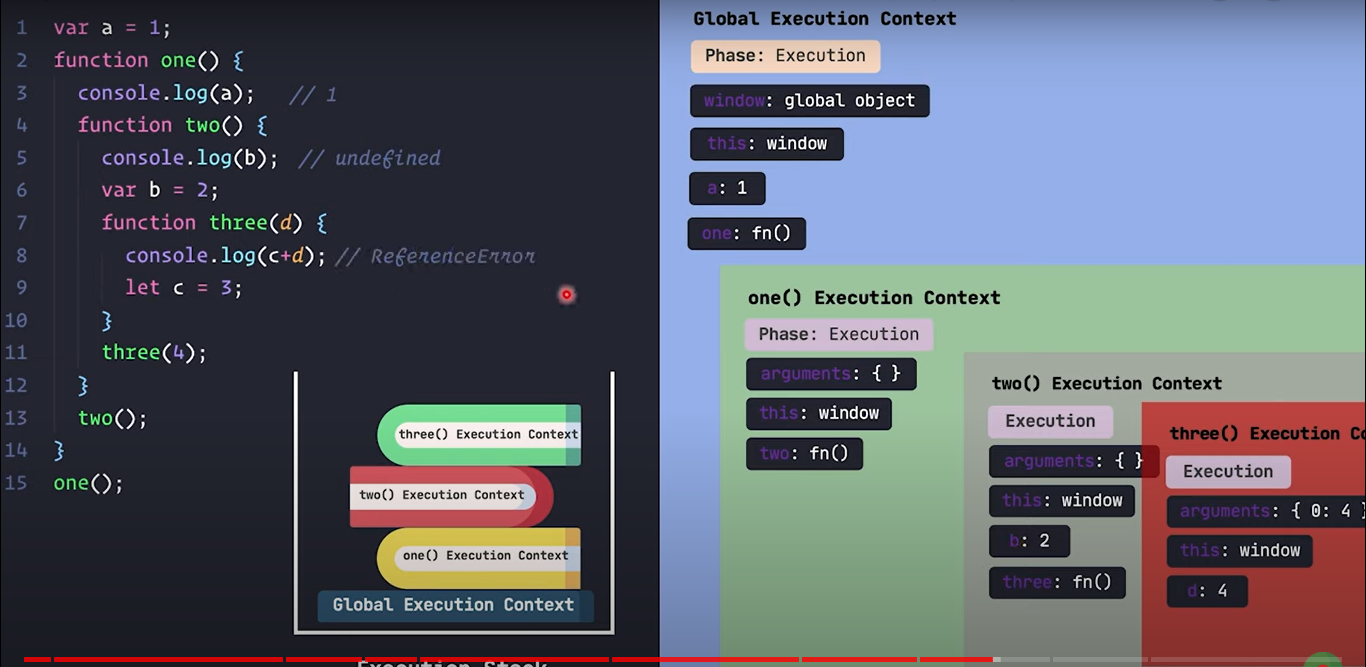 1 var a = 1;
2 function one() {
3 console.log(a); // 1
4 function two() {
5 console.log(b); // undefined
6 var b = 2;
7 function three(d) {
8 console.log(c+d); // ReferenceError
9 let c = 3;
10 }
11 three(4);
12 }
13 two();
14 }
15 one();
three() Execution Context
two() Execution Context
one() Execution Context
Global Execution Context
Execution Stack
Global Execution Context
Phase: Execution
window: global object
this: window
a: 1
one: fn()
one() Execution Context
Phase: Execution
arguments: { }
this: window
two: fn()
two() Execution Context
Execution
arguments: { }
this: window
b: 2
three: fn()
three() Execution Co
Execution
arguments: { 0: 4 }
this: window
d: 4